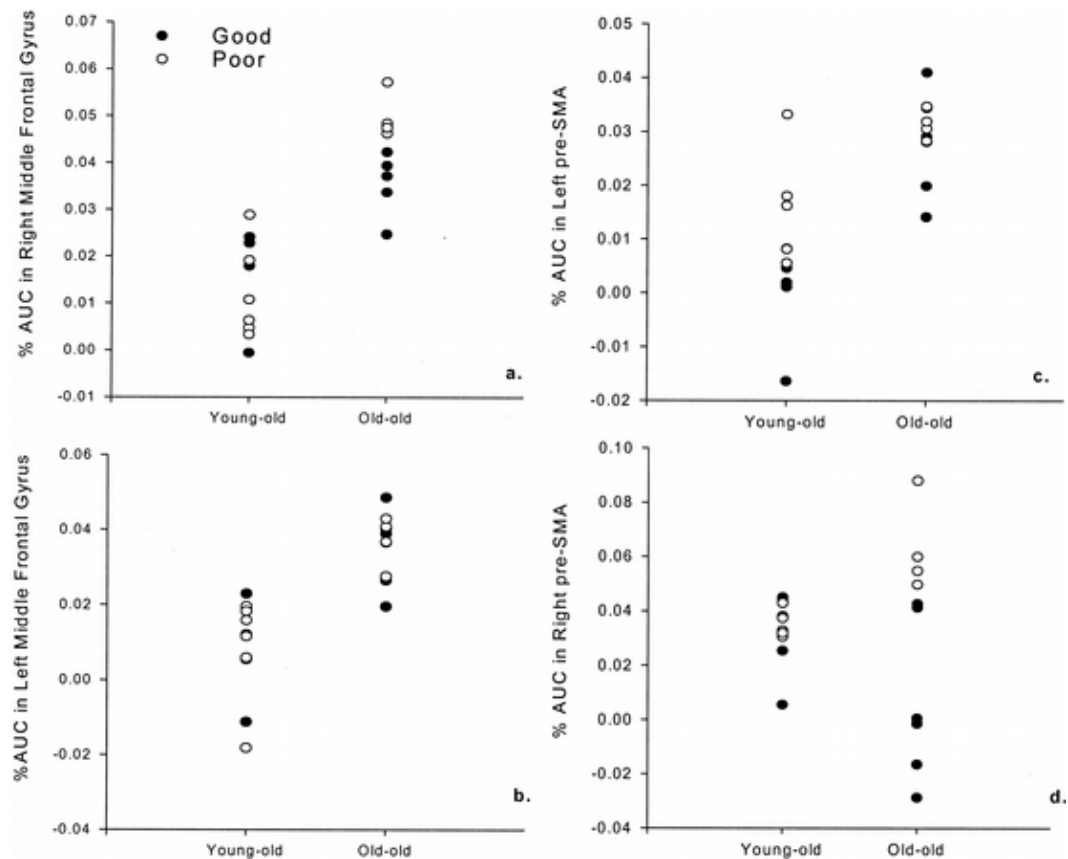 % AUC in Right Middle Frontal Gyrus
0.07
0.06
0.05
0.04
0.03
0.02
0.01
0.00
-0.01
Good
Poor
a.
Young-old
Old-old
% AUC in Left pre-SMA
0.05
0.04
0.03
0.02
0.01
0.00
-0.01
-0.02
c.
Young-old
Old-old
%AUC in Left Middle Frontal Gyrus
0.06
0.04
0.02
0.00
-0.02
-0.04
b.
Young-old
Old-old
% AUC in Right pre-SMA
0.10
0.08
0.06
0.04
0.02
0.00
-0.02
-0.04
d.
Young-old
Old-old